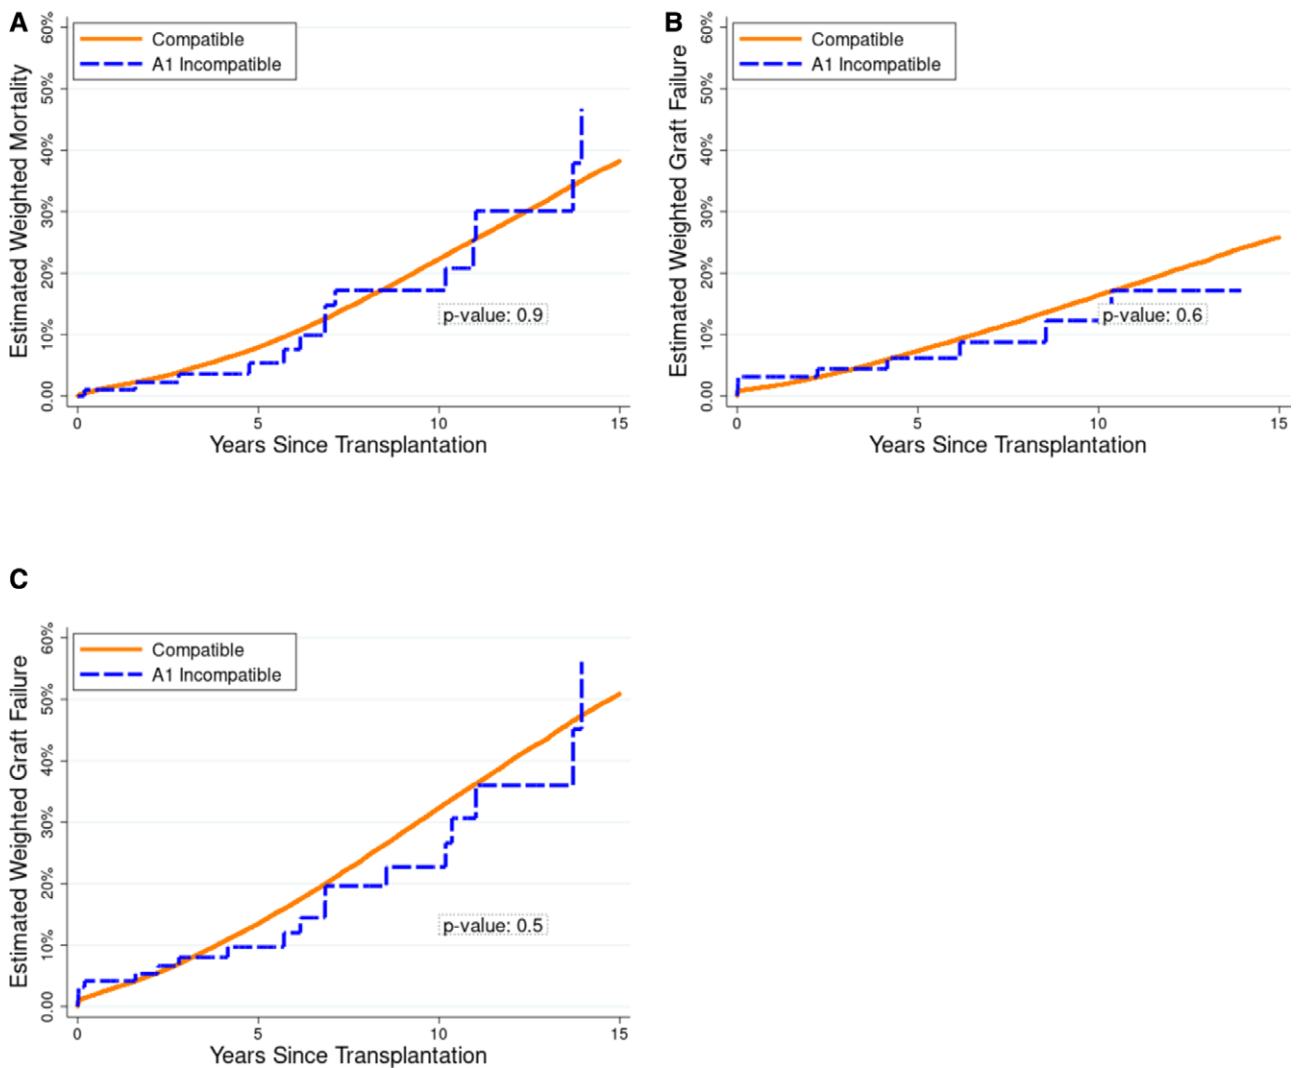 A
Compatible
A1 Incompatible
Estimated Weighted Mortality
60%
50%
40%
30%
20%
10%
0.00
p-value: 0.9
0 5 10 15
Years Since Transplantation
B
Compatible
A1 Incompatible
Estimated Weighted Graft Failure
60%
50%
40%
30%
20%
10%
0.00
p-value: 0.6
0 5 10 15
Years Since Transplantation
C
Compatible
A1 Incompatible
Estimated Weighted Graft Failure
60%
50%
40%
30%
20%
10%
0.00
p-value: 0.5
0 5 10 15
Years Since Transplantation